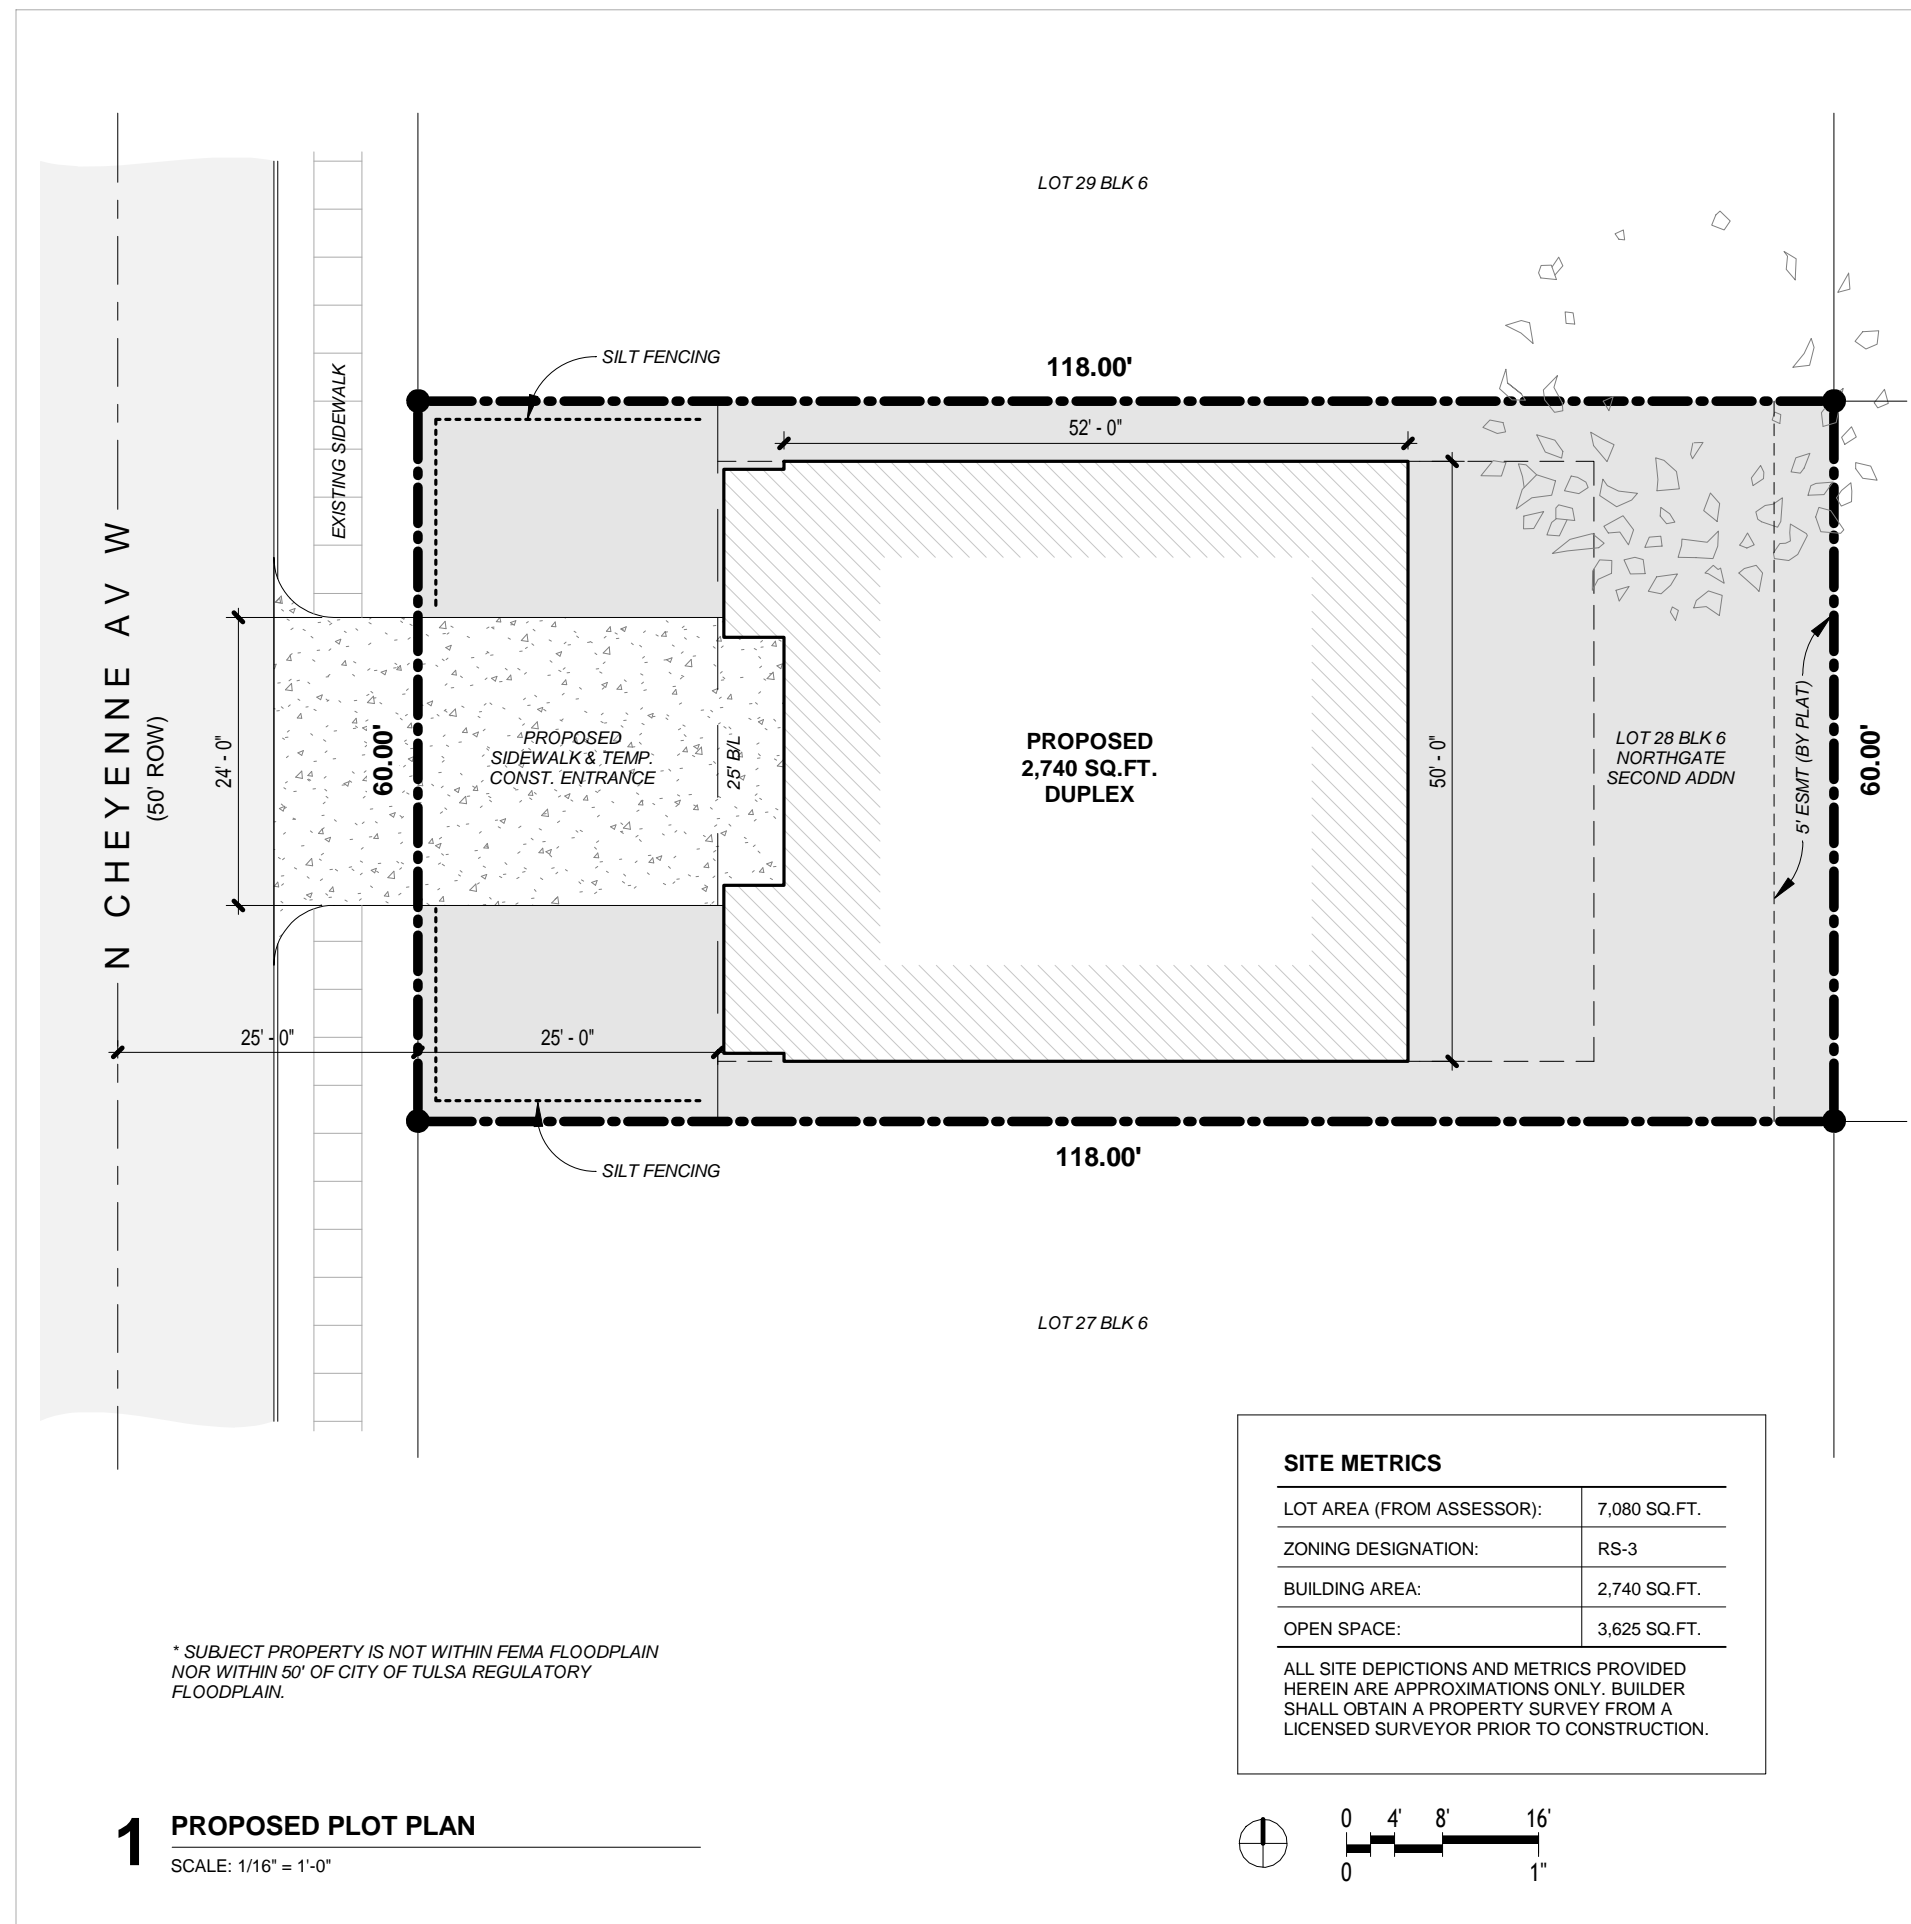 LOT 29 BLK 6
SILT FENCING
118.00'
EXISTING SIDEWALK
52' - 0"
N CHEYENNE AV W
(50' ROW)
24' - 0"
60.00'
PROPOSED
SIDEWALK & TEMP.
CONST. ENTRANCE
25' B/L
PROPOSED
2,740 SQ.FT.
DUPLEX
50' - 0"
LOT 28 BLK 6
NORTHGATE
SECOND ADDN
5' ESMT (BY PLAT)
60.00'
25' - 0"
25' - 0"
118.00'
SILT FENCING
LOT 27 BLK 6
SITE METRICS
LOT AREA (FROM ASSESSOR): 7,080 SQ.FT.
ZONING DESIGNATION: RS-3
BUILDING AREA: 2,740 SQ.FT.
OPEN SPACE: 3,625 SQ.FT.
ALL SITE DEPICTIONS AND METRICS PROVIDED
HEREIN ARE APPROXIMATIONS ONLY. BUILDER
SHALL OBTAIN A PROPERTY SURVEY FROM A
LICENSED SURVEYOR PRIOR TO CONSTRUCTION.
* SUBJECT PROPERTY IS NOT WITHIN FEMA FLOODPLAIN
NOR WITHIN 50' OF CITY OF TULSA REGULATORY
FLOODPLAIN.
1 PROPOSED PLOT PLAN
SCALE: 1/16" = 1'-0"
0 4' 8' 16'
0 1"